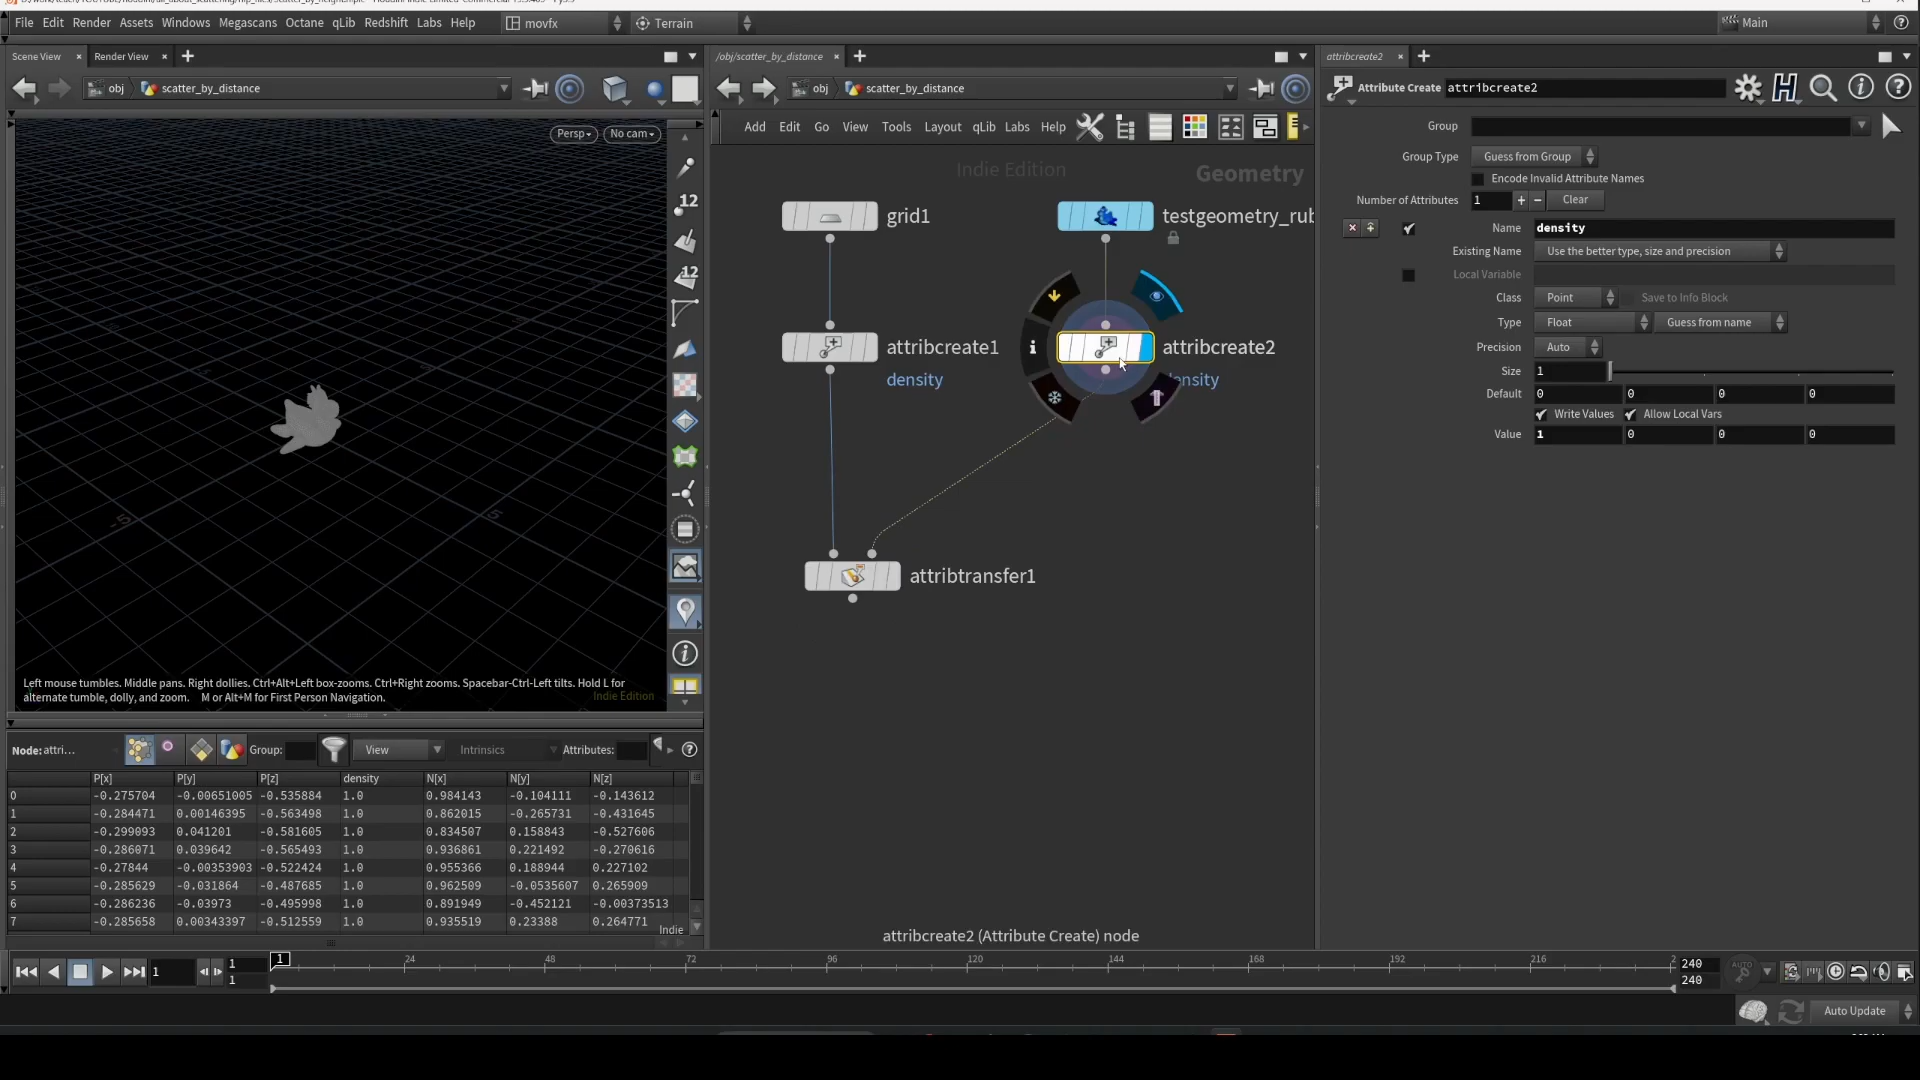 File Edit Render Assets Windows Megascans Octane qLib Redshift Labs Help movfx Terrain Main
Scene View Render View
/obj/scatter_by_distance
attribcreate2
obj scatter_by_distance
obj scatter_by_distance
Attribute Create attribcreate2
Persp No cam
Add Edit Go View Tools Layout qLib Labs Help
Indie Edition
Geometry
grid1
testgeometry_rub
attribcreate1
density
attribcreate2
ensity
attribtransfer1
attribcreate2 (Attribute Create) node
Group
Group Type Guess from Group
Encode Invalid Attribute Names
Number of Attributes 1 + − Clear
Name density
Existing Name Use the better type, size and precision
Local Variable
Class Point Save to Info Block
Type Float Guess from name
Precision Auto
Size 1
Default 0 0 0 0
Write Values Allow Local Vars
Value 1 0 0 0
12
12
-5
5
Left mouse tumbles. Middle pans. Right dollies. Ctrl+Alt+Left box-zooms. Ctrl+Right zooms. Spacebar-Ctrl-Left tilts. Hold L for
alternate tumble, dolly, and zoom. M or Alt+M for First Person Navigation.
Indie Edition
Node: attri... Group: View Intrinsics Attributes:
P[x] P[y] P[z] density N[x] N[y] N[z]
0 -0.275704 -0.00651005 -0.535884 1.0 0.984143 -0.104111 -0.143612
1 -0.284471 0.00146395 -0.563498 1.0 0.862015 -0.265731 -0.431645
2 -0.299093 0.041201 -0.581605 1.0 0.834507 0.158843 -0.527606
3 -0.286071 0.039642 -0.565493 1.0 0.936861 0.221492 -0.270616
4 -0.27844 -0.00353903 -0.522424 1.0 0.955366 0.188944 0.227102
5 -0.285629 -0.031864 -0.487685 1.0 0.962509 -0.0535607 0.265909
6 -0.286236 -0.03973 -0.495998 1.0 0.891949 -0.452121 -0.00373513
7 -0.285658 0.00343397 -0.512559 1.0 0.935519 0.23388 0.264771
Indie
1 1 1 24 48 72 96 120 144 168 192 216 2 240
1 240
AUTO
Auto Update